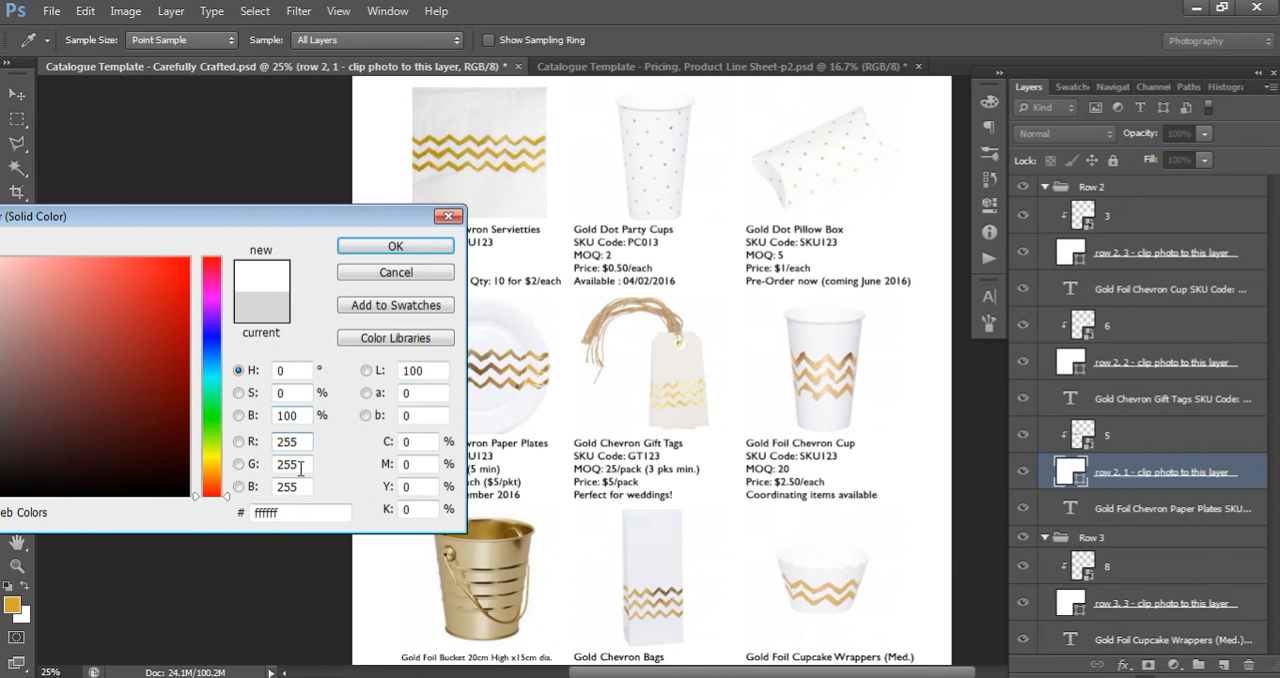 Ps File Edit Image Layer Type Select Filter View Window Help
Sample Size: Point Sample Sample: All Layers Show Sampling Ring Photography
Catalogue Template - Carefully Crafted.psd @ 25% (row 2, 1 - clip photo to this layer, RGB/8) * × Catalogue Template - Pricing, Product Line Sheet-p2.psd @ 16.7% (RGB/8) * ×
Layers Swatch Navigat Channel Paths Histogra
Kind
Normal Opacity: 100%
Lock: Fill: 100%
Row 2
3
row 2, 3 - clip photo to this layer
Gold Foil Chevron Cup SKU Code: ...
6
row 2, 2 - clip photo to this layer
Gold Chevron Gift Tags SKU Code: ...
5
row 2, 1 - clip photo to this layer
Gold Foil Chevron Paper Plates SKU...
Row 3
8
row 3, 3 - clip photo to this layer
Gold Foil Cupcake Wrappers (Med.)...
r (Solid Color)
new
current
OK
Cancel
Add to Swatches
Color Libraries
H: 0 ° L: 100
S: 0 % a: 0
B: 100 % b: 0
R: 255 C: 0 %
G: 255 M: 0 %
B: 255 Y: 0 %
# ffffff K: 0 %
eb Colors
vron Servietties
U123
Qty: 10 for $2/each
Gold Dot Party Cups
SKU Code: PC013
MOQ: 2
Price: $0.50/each
Available : 04/02/2016
Gold Dot Pillow Box
SKU Code: SKU123
MOQ: 5
Price: $1/each
Pre-Order now (coming June 2016)
vron Paper Plates
U123
(5 min)
ach ($5/pkt)
ember 2016
Gold Chevron Gift Tags
SKU Code: GT123
MOQ: 25/pack (3 pks min.)
Price: $5/pack
Perfect for weddings!
Gold Foil Chevron Cup
SKU Code: SKU123
MOQ: 20
Price: $2.50/each
Coordinating items available
Gold Foil Bucket 20cm High x15cm dia.
Gold Chevron Bags
Gold Foil Cupcake Wrappers (Med.)
25% Doc: 24.1M/100.2M